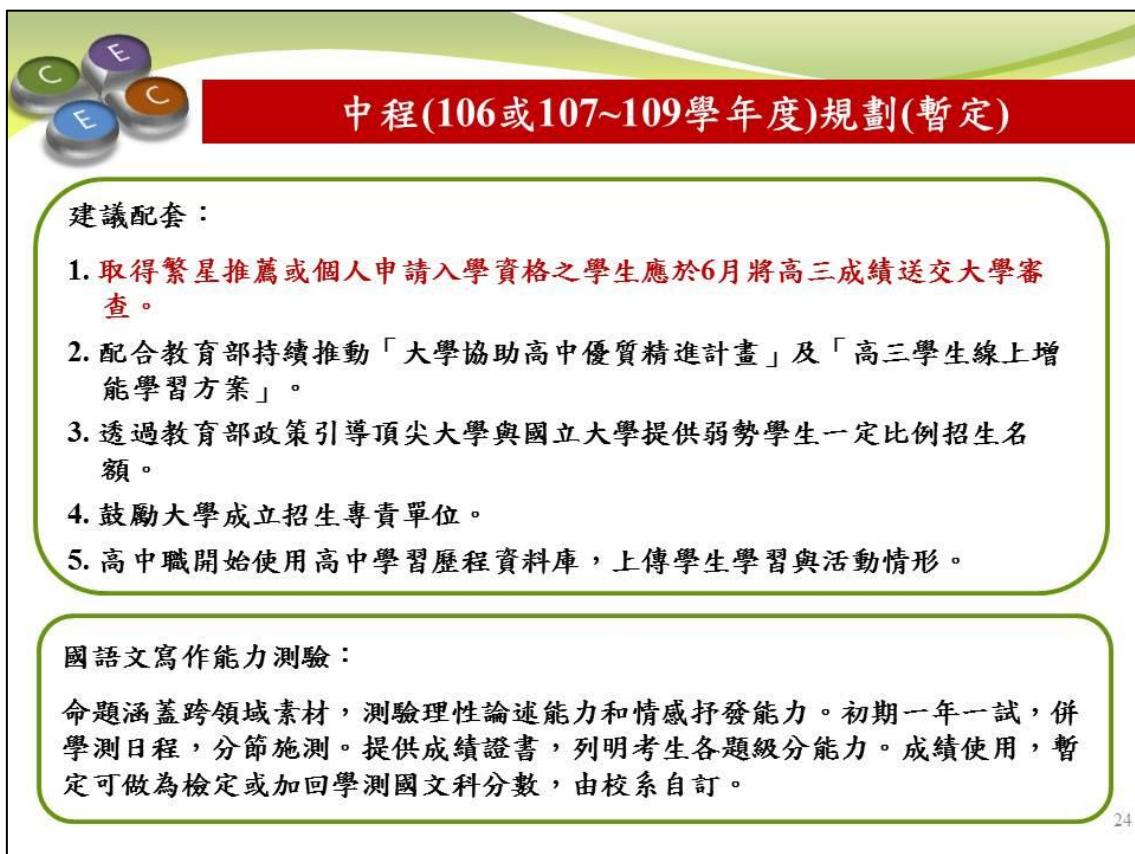 E
C
C
E
中程(106或107~109學年度)規劃(暫定)
建議配套：
1. 取得繁星推薦或個人申請入學資格之學生應於6月將高三成績送交大學審
查。
2. 配合教育部持續推動「大學協助高中優質精進計畫」及「高三學生線上增
能學習方案」。
3. 透過教育部政策引導頂尖大學與國立大學提供弱勢學生一定比例招生名
額。
4. 鼓勵大學成立招生專責單位。
5. 高中職開始使用高中學習歷程資料庫，上傳學生學習與活動情形。
國語文寫作能力測驗：
命題涵蓋跨領域素材，測驗理性論述能力和情感抒發能力。初期一年一試，併
學測日程，分節施測。提供成績證書，列明考生各題級分能力。成績使用，暫
定可做為檢定或加回學測國文科分數，由校系自訂。
24